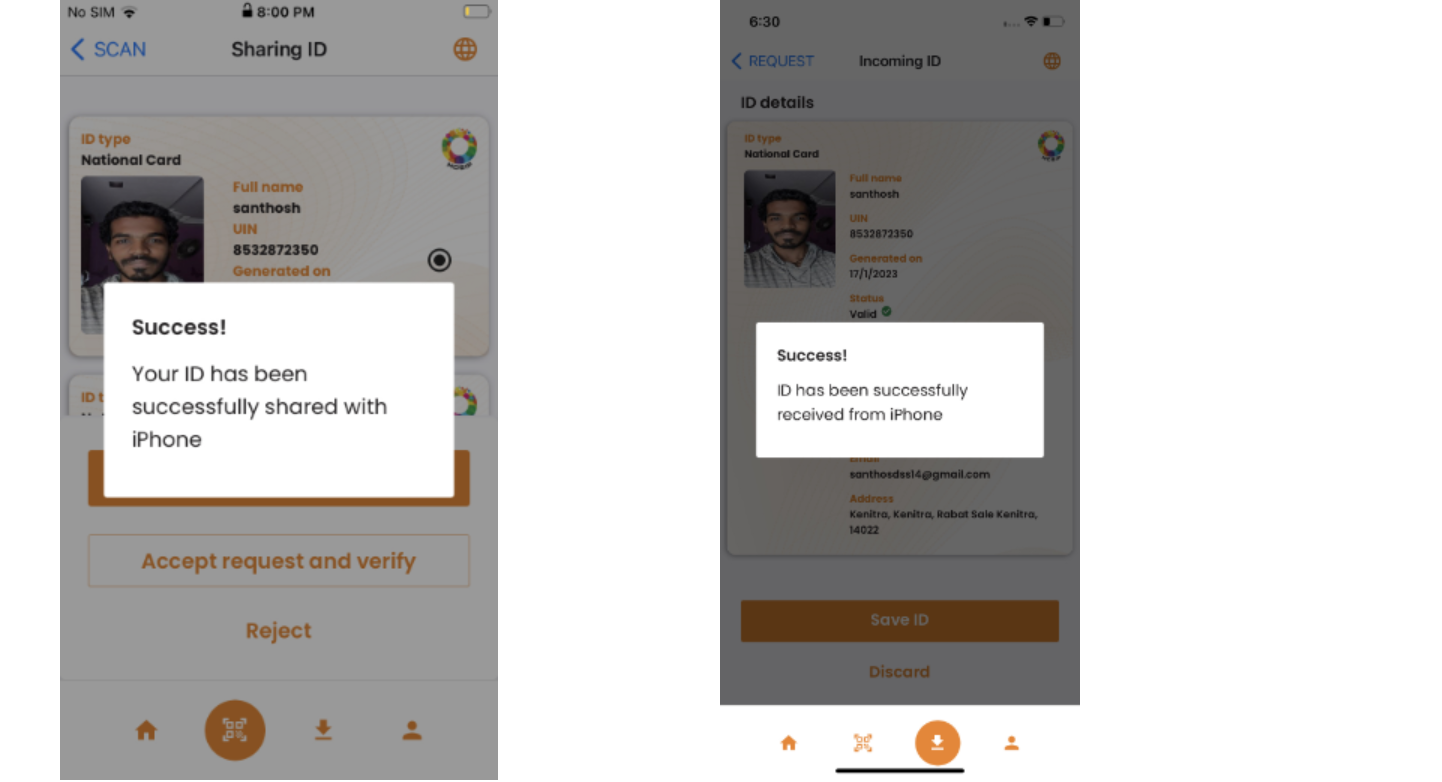 No SIM
8:00 PM
SCAN
Sharing ID
ID type
National Card
MOSIP
Full name
santhosh
UIN
8532872350
Generated on
Success!
Your ID has been
successfully shared with
iPhone
Accept request and verify
Reject
6:30
REQUEST
Incoming ID
ID details
ID type
National Card
MOSIP
Full name
santhosh
UIN
8532872350
Generated on
17/1/2023
Status
Valid
Success!
ID has been successfully
received from iPhone
Email
santhosdss14@gmail.com
Address
Kenitra, Kenitra, Rabat Sale Kenitra,
14022
Save ID
Discard